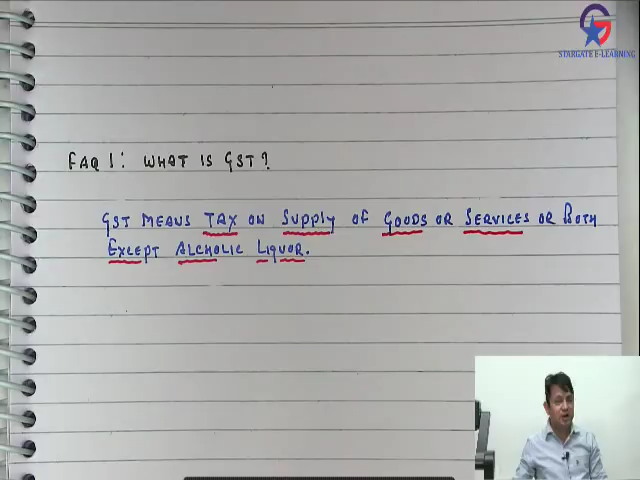 STARGATE E-LEARNING
FAQ 1: WHAT IS GST?
GST MEANS TAX ON SUPPLY OF GOODS OR SERVICES OR BOTH
EXCEPT ALCHOLIC LIQUOR.